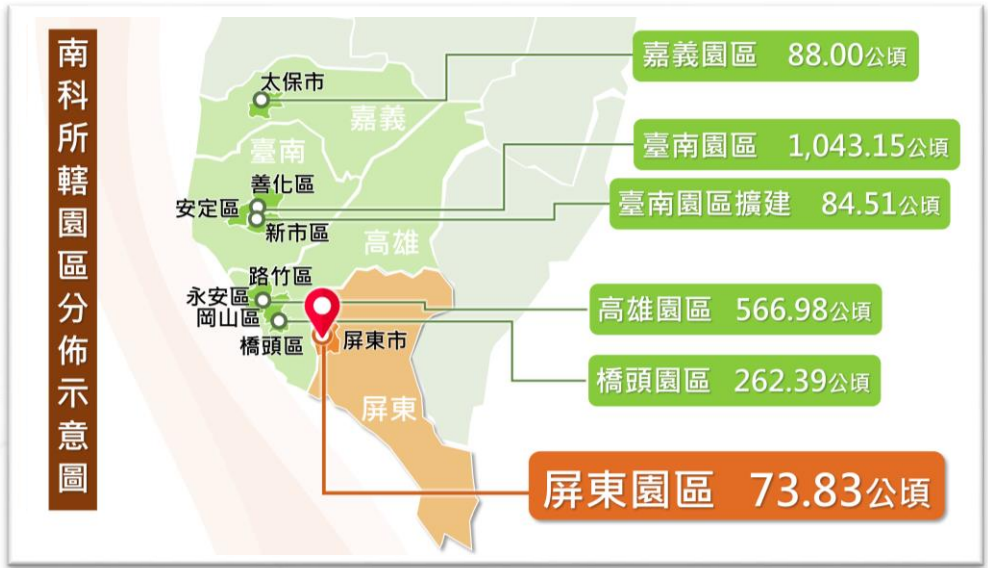 南科所轄園區分佈示意圖
嘉義園區 88.00公頃
太保市
嘉義
臺南園區 1,043.15公頃
臺南
善化區
安定區
臺南園區擴建 84.51公頃
新市區
高雄
路竹區
永安區
高雄園區 566.98公頃
岡山區
橋頭區
屏東市
橋頭園區 262.39公頃
屏東
屏東園區 73.83公頃